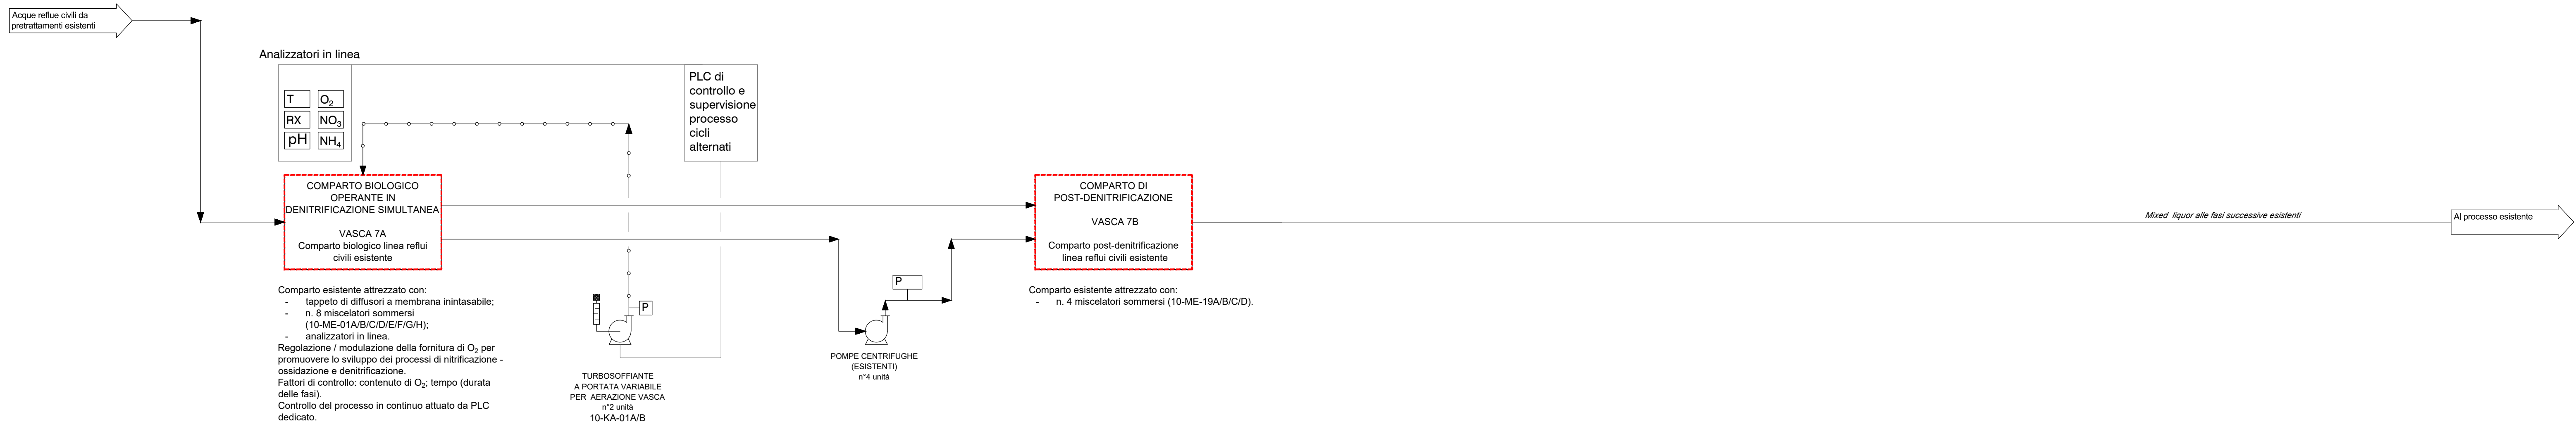 Acque reflue civili da
pretrattamenti esistenti
Analizzatori in linea
T
O₂
RX
NO₃
pH
NH₄
PLC di
controllo e
supervisione
processo
cicli
alternati
COMPARTO BIOLOGICO
OPERANTE IN
DENITRIFICAZIONE SIMULTANEA
VASCA 7A
Comparto biologico linea reflui
civili esistente
Comparto esistente attrezzato con:
- tappeto di diffusori a membrana inintasabile;
- n. 8 miscelatori sommersi
(10-ME-01A/B/C/D/E/F/G/H);
- analizzatori in linea.
Regolazione / modulazione della fornitura di O₂ per
promuovere lo sviluppo dei processi di nitrificazione -
ossidazione e denitrificazione.
Fattori di controllo: contenuto di O₂; tempo (durata
delle fasi).
Controllo del processo in continuo attuato da PLC
dedicato.
P
TURBOSOFFIANTE
A PORTATA VARIABILE
PER AERAZIONE VASCA
n°2 unità
10-KA-01A/B
P
POMPE CENTRIFUGHE
(ESISTENTI)
n°4 unità
COMPARTO DI
POST-DENITRIFICAZIONE
VASCA 7B
Comparto post-denitrificazione
linea reflui civili esistente
Comparto esistente attrezzato con:
- n. 4 miscelatori sommersi (10-ME-19A/B/C/D).
Mixed liquor alle fasi successive esistenti
Al processo esistente